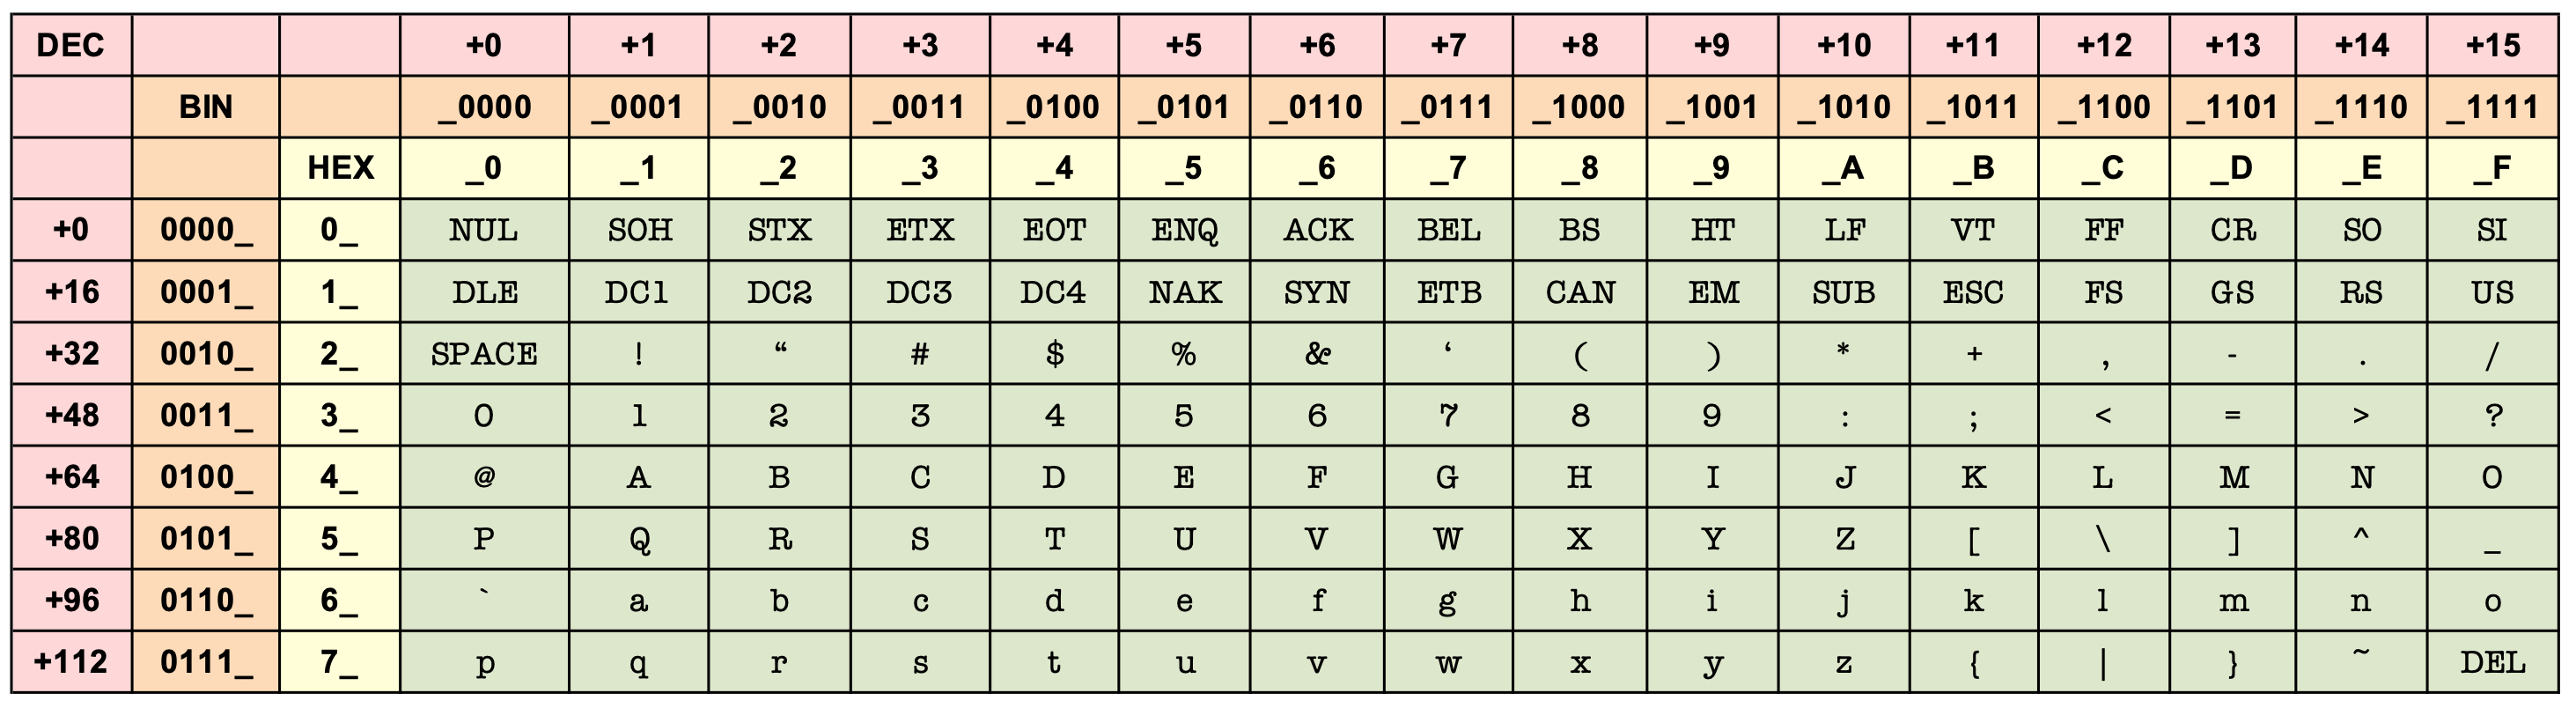 DEC +0 +1 +2 +3 +4 +5 +6 +7 +8 +9 +10 +11 +12 +13 +14 +15
BIN _0000 _0001 _0010 _0011 _0100 _0101 _0110 _0111 _1000 _1001 _1010 _1011 _1100 _1101 _1110 _1111
HEX _0 _1 _2 _3 _4 _5 _6 _7 _8 _9 _A _B _C _D _E _F
+0 0000_ 0_ NUL SOH STX ETX EOT ENQ ACK BEL BS HT LF VT FF CR SO SI
+16 0001_ 1_ DLE DC1 DC2 DC3 DC4 NAK SYN ETB CAN EM SUB ESC FS GS RS US
+32 0010_ 2_ SPACE ! “ # $ % & ‘ ( ) * + , - . /
+48 0011_ 3_ 0 1 2 3 4 5 6 7 8 9 : ; < = > ?
+64 0100_ 4_ @ A B C D E F G H I J K L M N O
+80 0101_ 5_ P Q R S T U V W X Y Z [ \ ] ^ _
+96 0110_ 6_ ` a b c d e f g h i j k l m n o
+112 0111_ 7_ p q r s t u v w x y z { | } ~ DEL